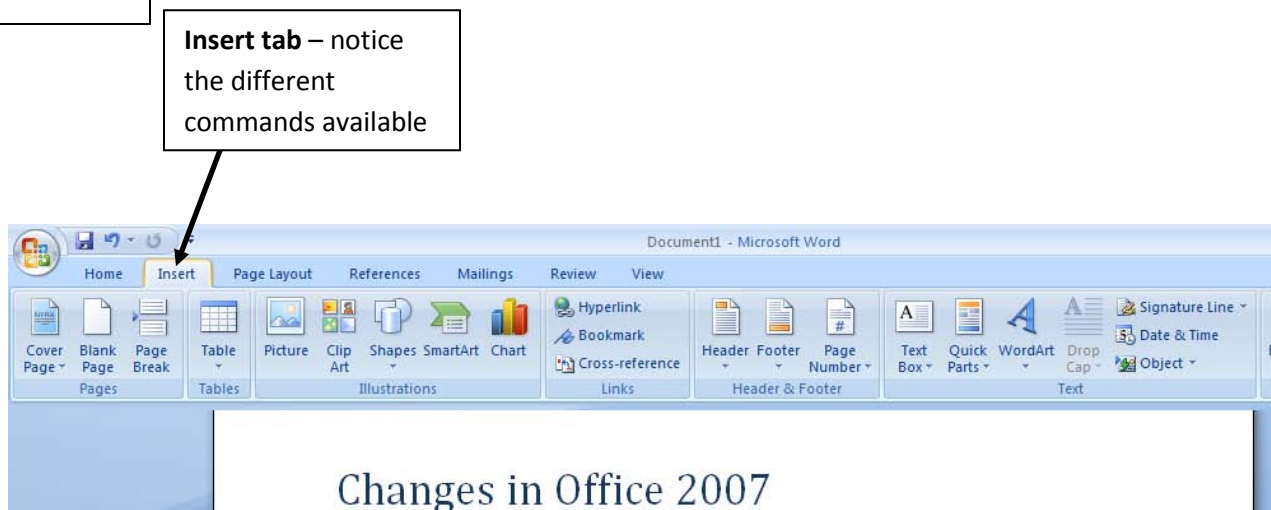 Insert tab – notice
the different
commands available
Document1 - Microsoft Word
Home Insert Page Layout References Mailings Review View
Cover Page
Blank Page
Page Break
Pages
Table
Tables
Picture
Clip Art
Shapes
SmartArt
Chart
Illustrations
Hyperlink
Bookmark
Cross-reference
Links
Header
Footer
Page Number
#
Header & Footer
A
Text Box
Quick Parts
A
WordArt
A
Drop Cap
Signature Line
Date & Time
Object
Text
Changes in Office 2007